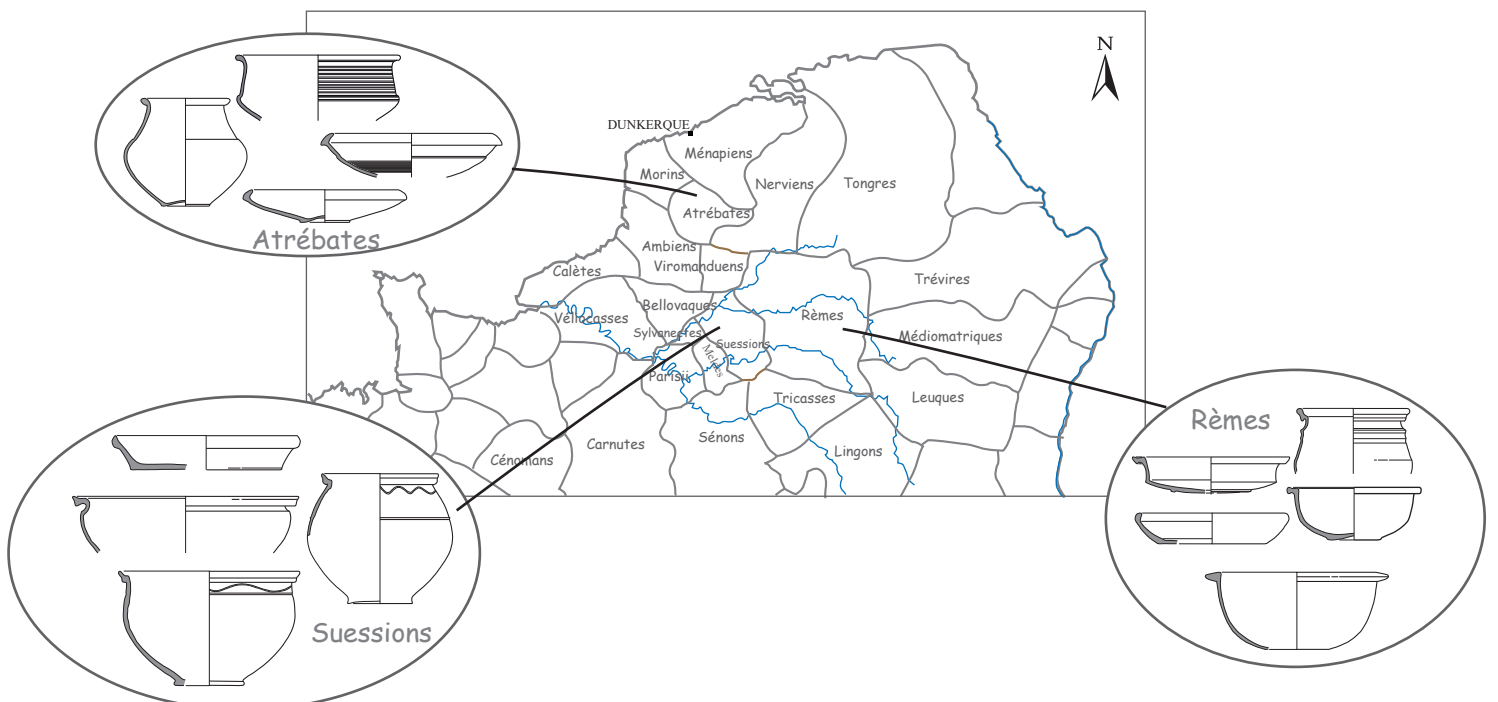 N
DUNKERQUE
Ménapiens
Morins
Nerviens
Tongres
Atrébates
Atrébates
Ambiens
Viromanduens
Calètes
Trévires
Bellovaques
Vellocasses
Rèmes
Sylvanectes
Suessions
Médiomatriques
Meldes
Parisii
Tricasses
Leuques
Rèmes
Carnutes
Sénons
Lingons
Cénomans
Suessions